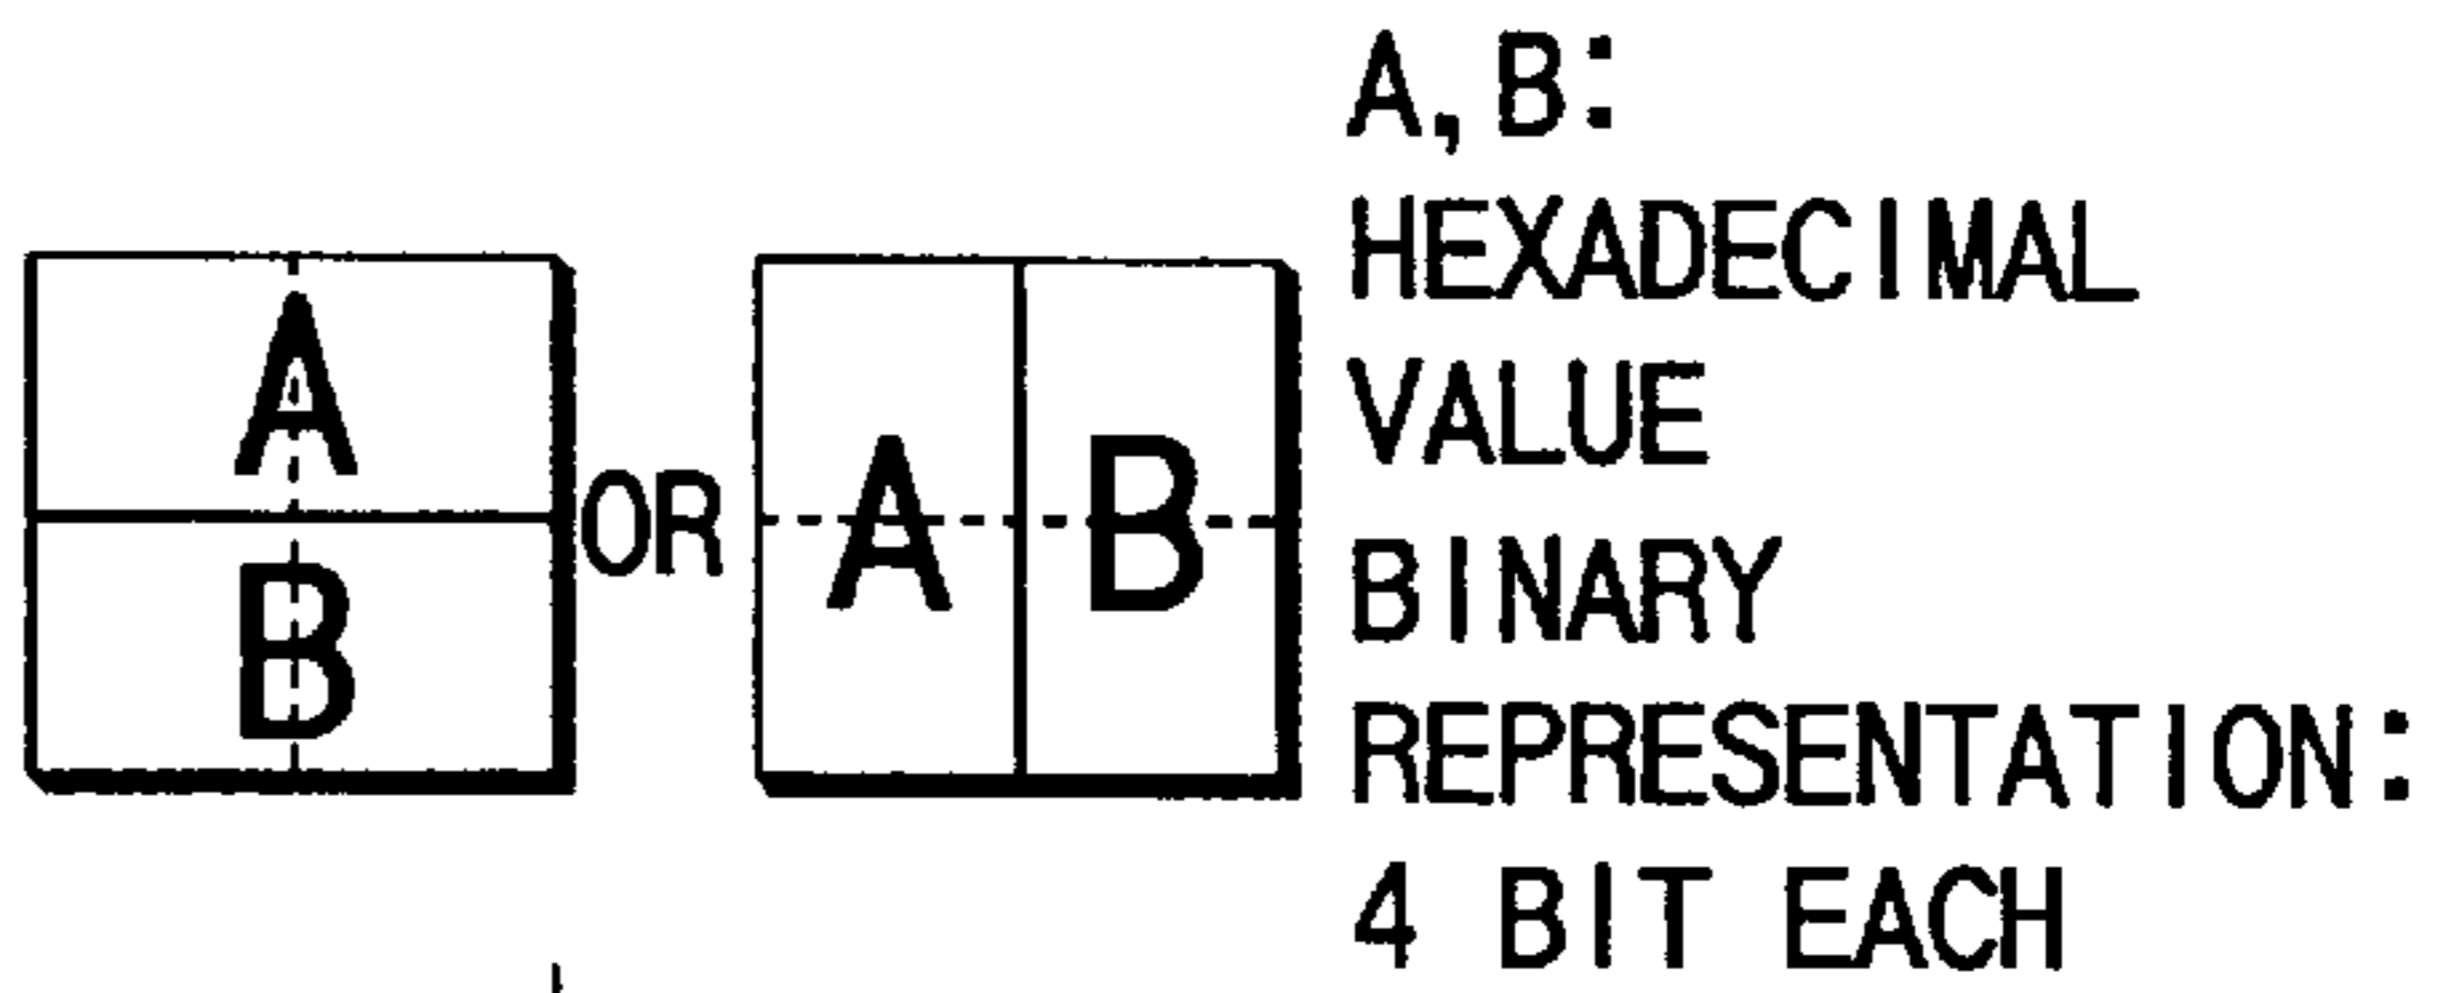 A
B
OR
A B
A,B:
HEXADECIMAL
VALUE
BINARY
REPRESENTATION:
4 BIT EACH